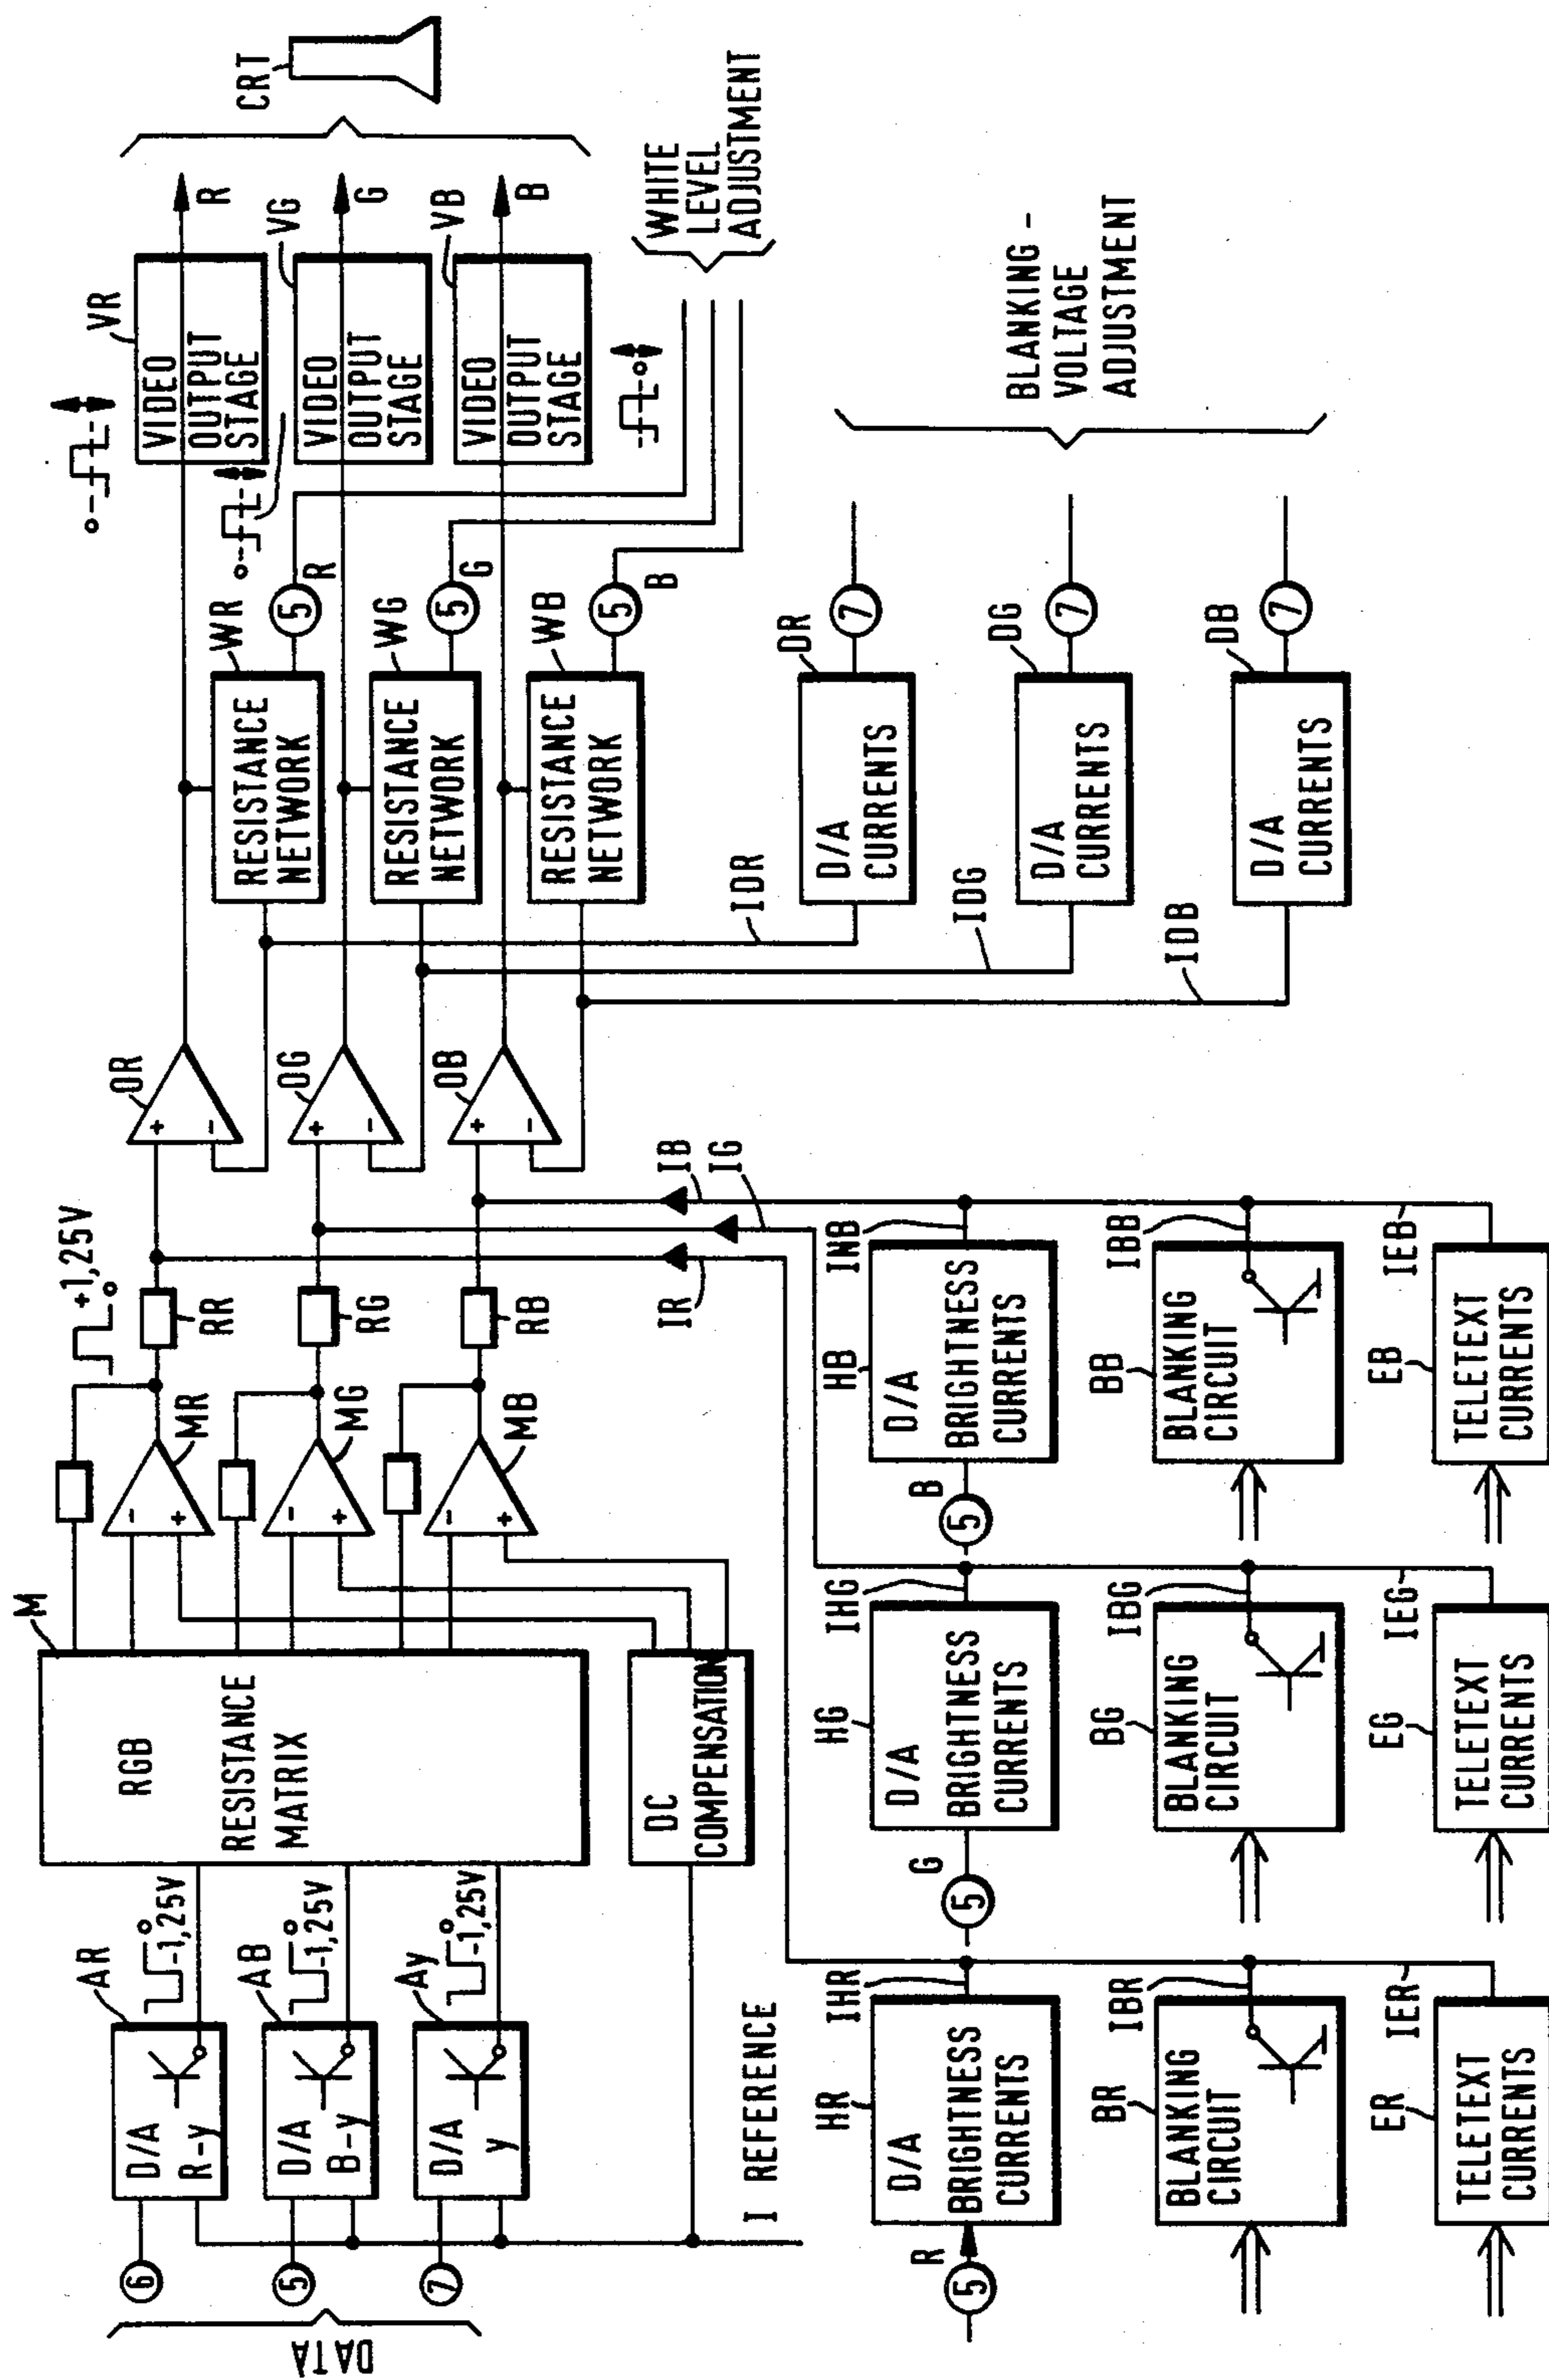 DATA
6
5
7
D/A
R-y
AR
-1,25V
D/A
B-y
AB
-1,25V
D/A
y
Ay
-1,25V
I REFERENCE
M
RGB
RESISTANCE
MATRIX
DC
COMPENSATION
-
+
MR
-
+
MG
-
+
MB
+1,25V
RR
RG
RB
IR
IB
IG
+
-
OR
+
-
OG
+
-
OB
WR
RESISTANCE
NETWORK
5
R
WG
RESISTANCE
NETWORK
5
G
WB
RESISTANCE
NETWORK
5
B
VR
VIDEO
OUTPUT
STAGE
R
VG
VIDEO
OUTPUT
STAGE
G
VB
VIDEO
OUTPUT
STAGE
B
CRT
WHITE
LEVEL
ADJUSTMENT
IDR
D/A
CURRENTS
DR
7
IDG
D/A
CURRENTS
DG
7
IDB
D/A
CURRENTS
DB
7
BLANKING -
VOLTAGE
ADJUSTMENT
5
R
HR
D/A
BRIGHTNESS
CURRENTS
IHR
5
G
HG
D/A
BRIGHTNESS
CURRENTS
IHG
5
B
HB
D/A
BRIGHTNESS
CURRENTS
INB
BR
BLANKING
CIRCUIT
IBR
BG
BLANKING
CIRCUIT
IBG
BB
BLANKING
CIRCUIT
IBB
ER
TELETEXT
CURRENTS
IER
EG
TELETEXT
CURRENTS
IEG
EB
TELETEXT
CURRENTS
IEB